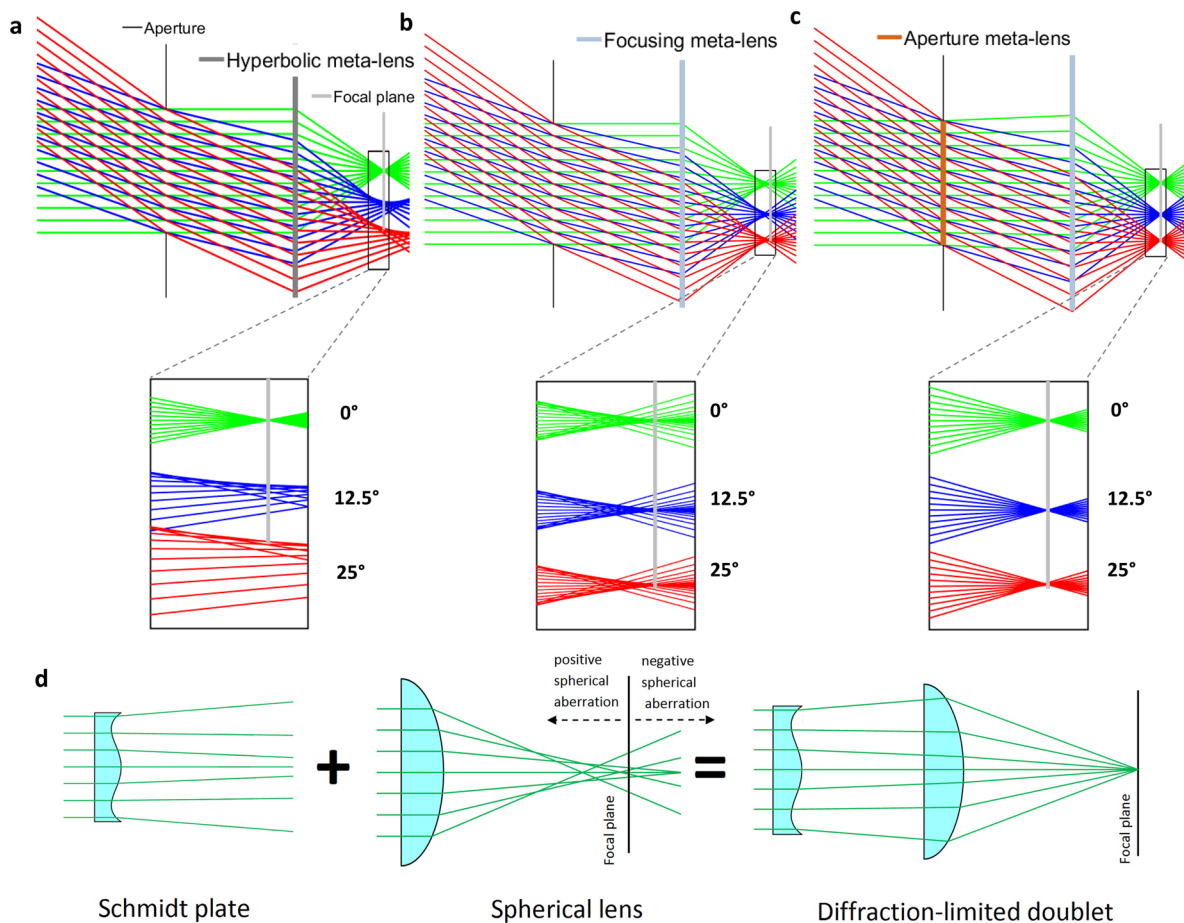 a
Aperture
Hyperbolic meta-lens
Focal plane
b
Focusing meta-lens
c
Aperture meta-lens
0°
12.5°
25°
0°
12.5°
25°
0°
12.5°
25°
d
positive
spherical
aberration
negative
spherical
aberration
+
=
Focal plane
Focal plane
Schmidt plate
Spherical lens
Diffraction-limited doublet